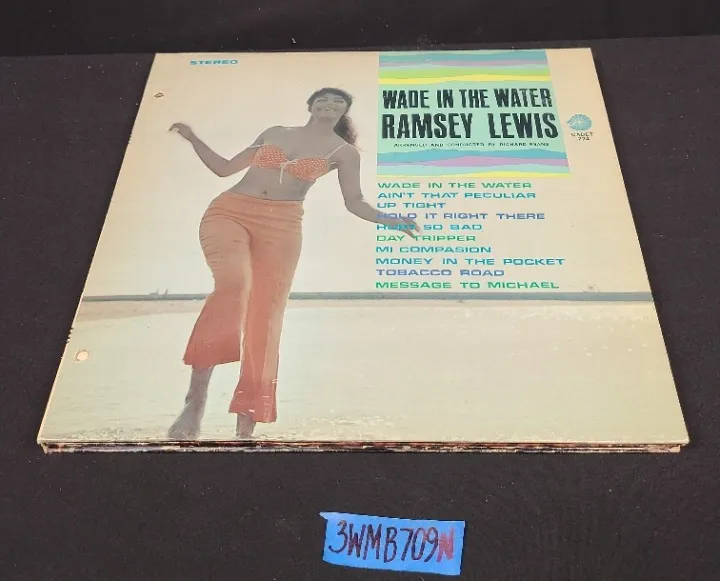 STEREO
WADE IN THE WATER
RAMSEY LEWIS
ARRANGED AND CONDUCTED BY RICHARD EVANS
CADET
774
WADE IN THE WATER
AIN'T THAT PECULIAR
UP TIGHT
HOLD IT RIGHT THERE
HURT SO BAD
DAY TRIPPER
MI COMPASION
MONEY IN THE POCKET
TOBACCO ROAD
MESSAGE TO MICHAEL
3WMB709N